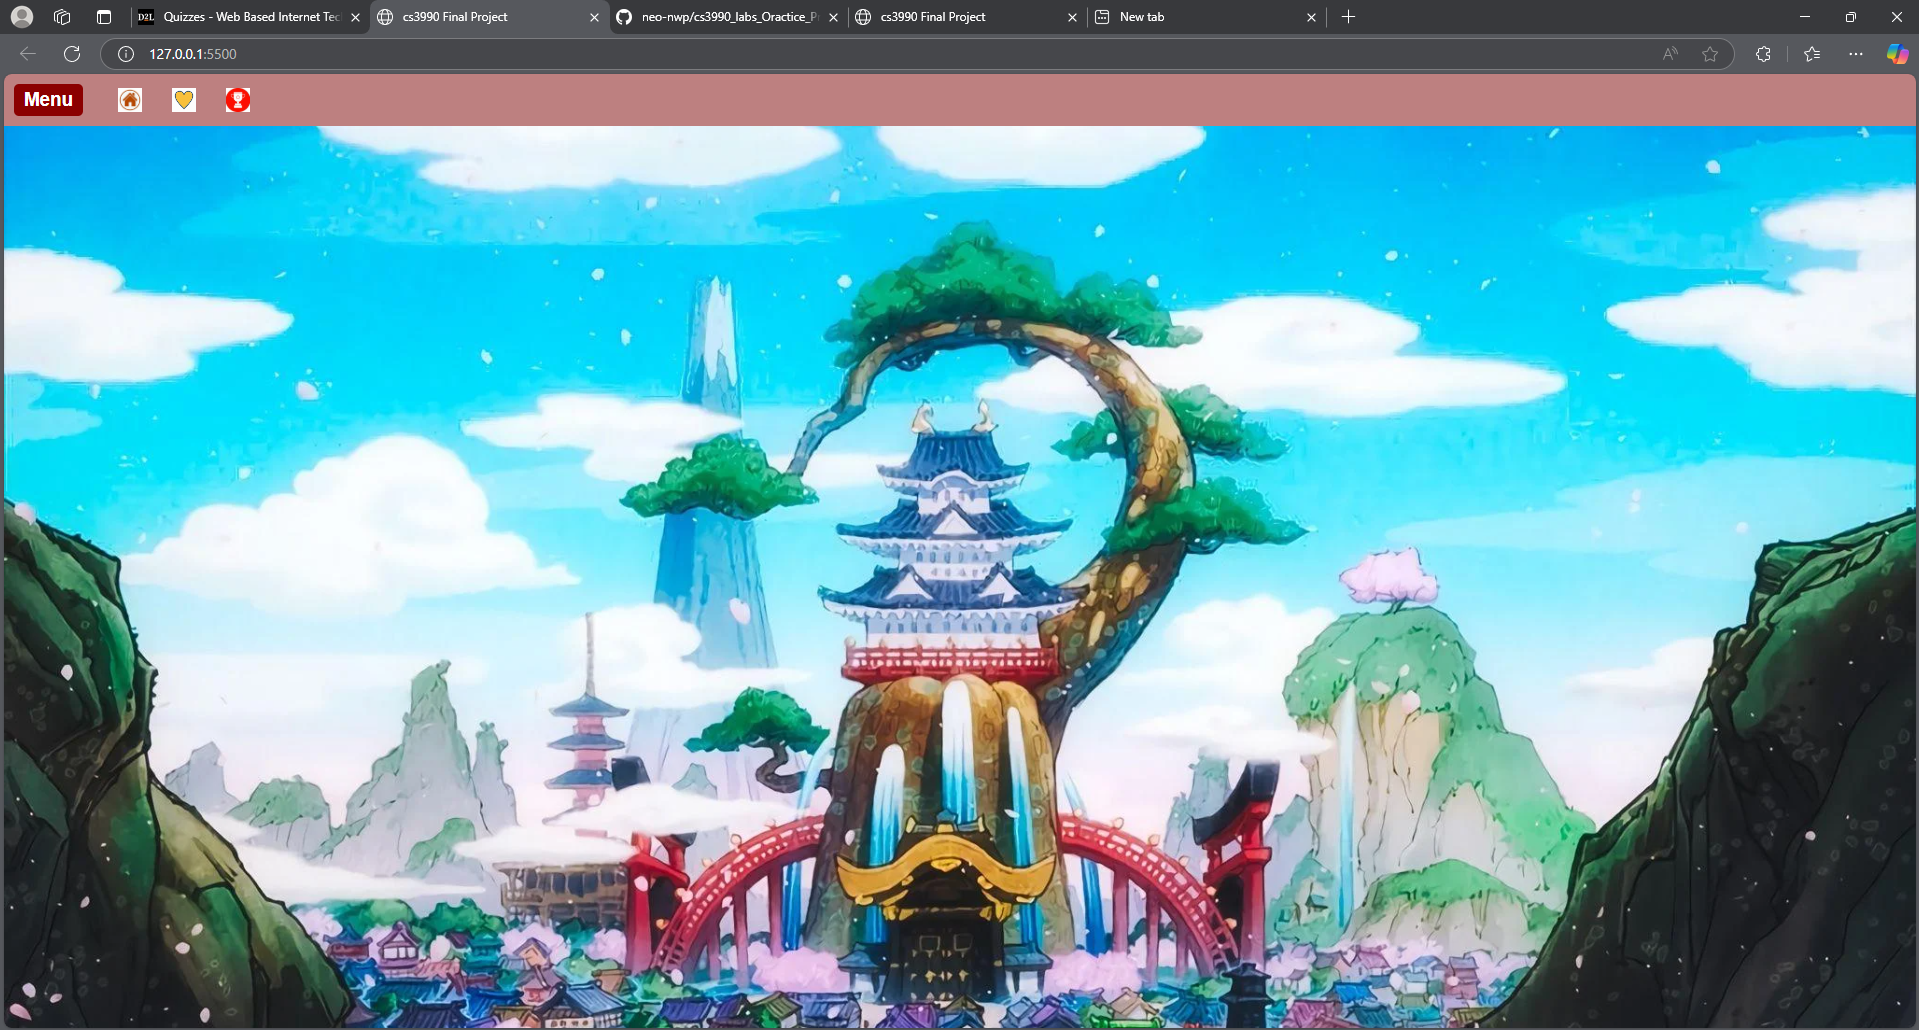 D2L Quizzes - Web Based Internet Tec
cs3990 Final Project
neo-nwp/cs3990_labs_Oractice_Pr
cs3990 Final Project
New tab
127.0.0.1:5500
Menu